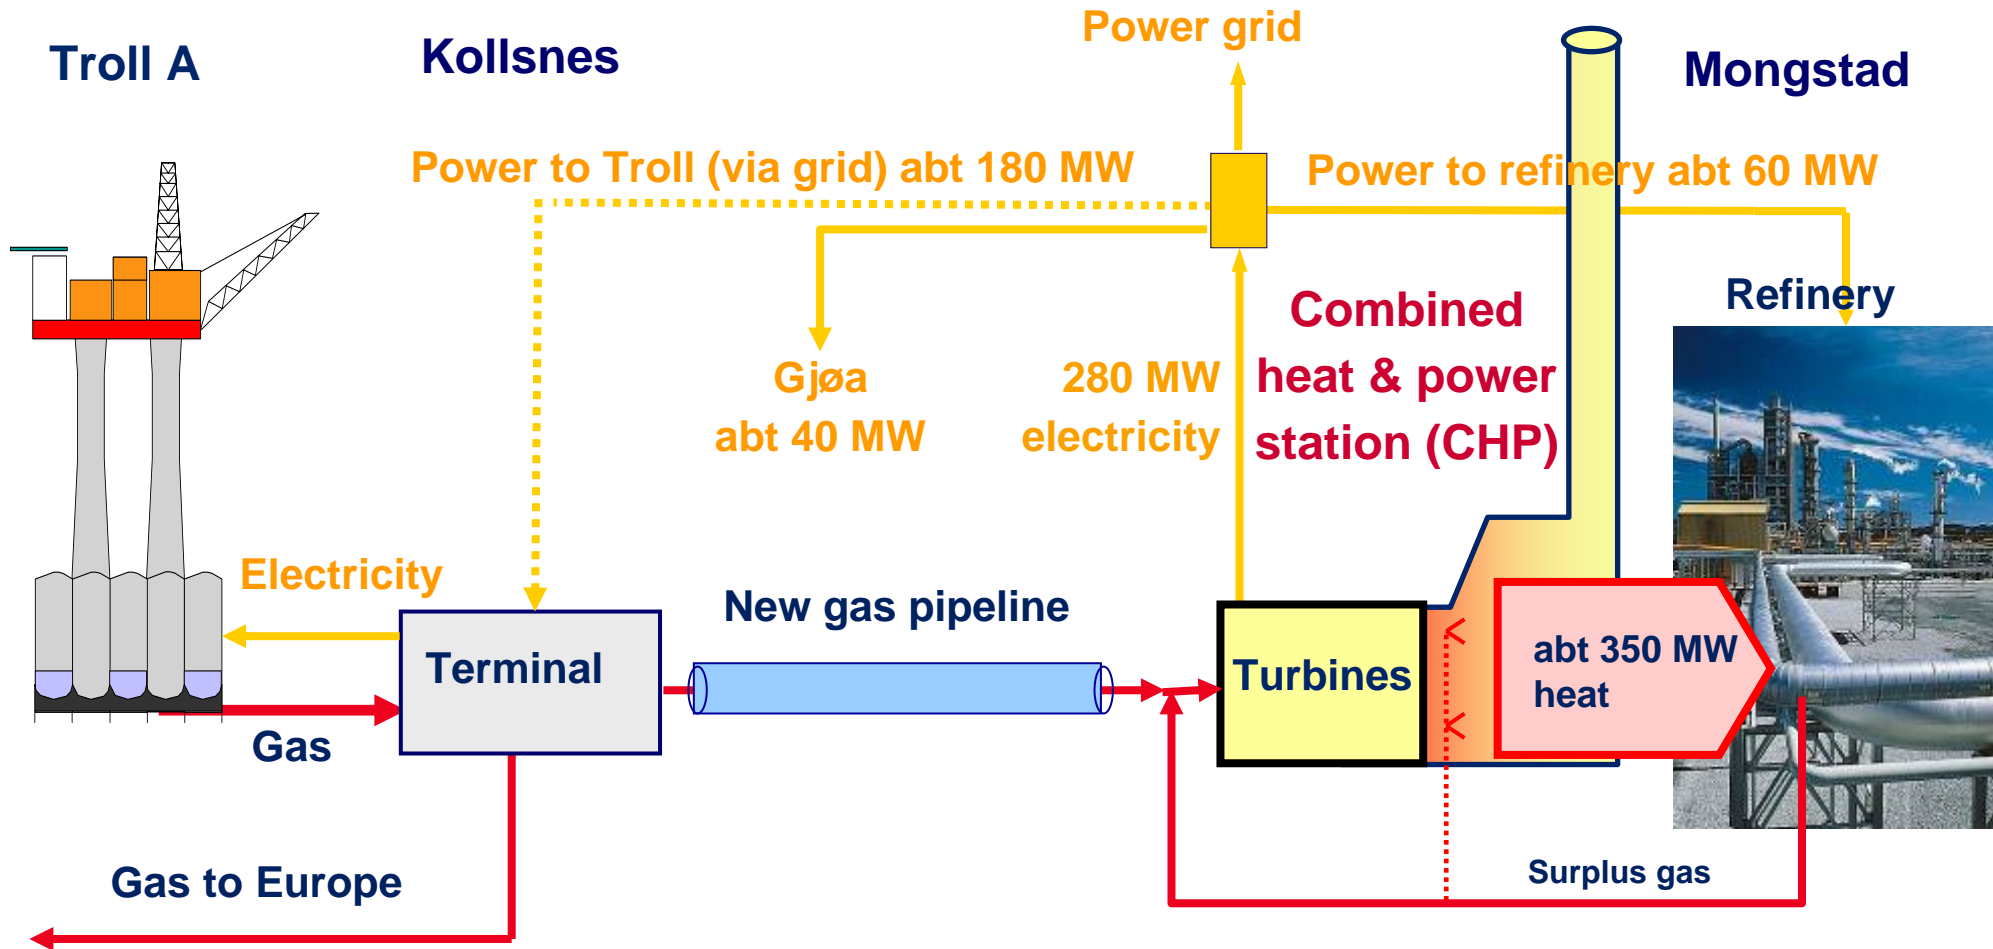 Troll A
Kollsnes
Power grid
Mongstad
Power to Troll (via grid) abt 180 MW
Power to refinery abt 60 MW
Refinery
Combined
heat & power
station (CHP)
Gjøa
abt 40 MW
280 MW
electricity
Electricity
New gas pipeline
Terminal
Turbines
abt 350 MW
heat
Gas
Gas to Europe
Surplus gas